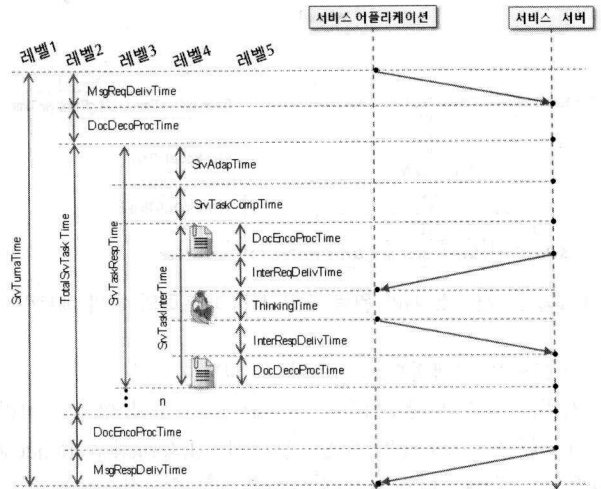 서비스 어플리케이션
서비스 서버
레벨1
레벨2
레벨3
레벨4
레벨5
MsgReqDelivTime
DocDecoProcTime
SrvAdapTime
SrvTaskCompTime
DocEncoProcTime
InterReqDelivTime
ThinkingTime
InterRespDelivTime
DocDecoProcTime
SrvTurnaTime
TotalSrvTask Time
SrvTaskRespTime
SrvTaskInterTime
n
DocEncoProcTime
MsgRespDelivTime